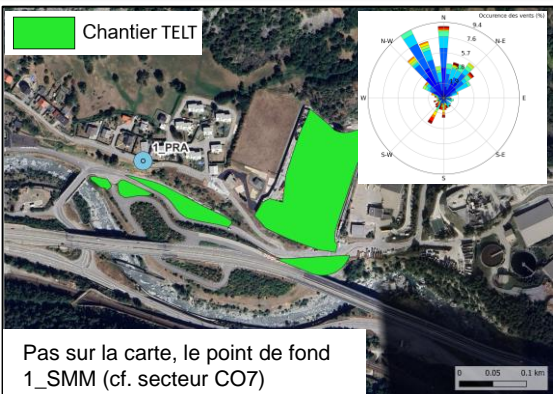 Chantier TELT
Occurence des vents (%)
N
9.4
7.6
5.7
N-W
N-E
W
E
S-W
S-E
S
1_PRA
Pas sur la carte, le point de fond
1_SMM (cf. secteur CO7)
0 0.05 0.1 km